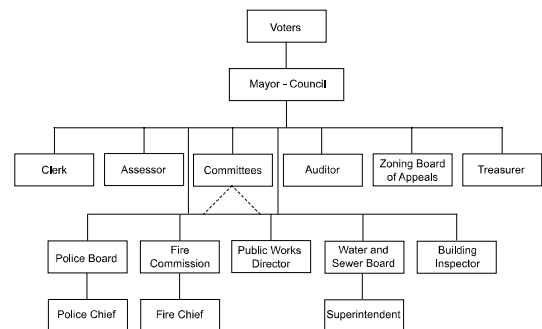 Voters
Mayor - Council
Clerk
Assessor
Committees
Auditor
Zoning Board
of Appeals
Treasurer
Police Board
Fire
Commission
Public Works
Director
Water and
Sewer Board
Building
Inspector
Police Chief
Fire Chief
Superintendent